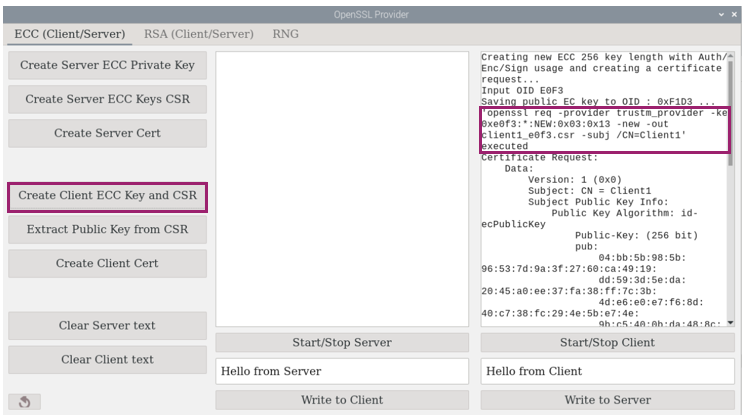 OpenSSL Provider
ECC (Client/Server) RSA (Client/Server) RNG
Create Server ECC Private Key
Create Server ECC Keys CSR
Create Server Cert
Create Client ECC Key and CSR
Extract Public Key from CSR
Create Client Cert
Clear Server text
Clear Client text
Start/Stop Server
Hello from Server
Write to Client
Creating new ECC 256 key length with Auth/
Enc/Sign usage and creating a certificate
request...
Input OID E0F3
Saving public EC key to OID : 0xF1D3 ...
'openssl req -provider trustm_provider -ke
0xe0f3:*:NEW:0x03:0x13 -new -out
client1_e0f3.csr -subj /CN=Client1'
executed
Certificate Request:
Data:
Version: 1 (0x0)
Subject: CN = Client1
Subject Public Key Info:
Public Key Algorithm: id-
ecPublicKey
Public-Key: (256 bit)
pub:
04:bb:5b:98:5b:
96:53:7d:9a:3f:27:60:ca:49:19:
dd:59:3d:5e:da:
20:45:a0:ee:37:fa:38:ff:7c:3b:
4d:e6:e0:e7:f6:8d:
40:c7:38:fc:29:4e:5b:e7:4e:
9b:c5:40:0b:da:48:8c:
Start/Stop Client
Hello from Client
Write to Server